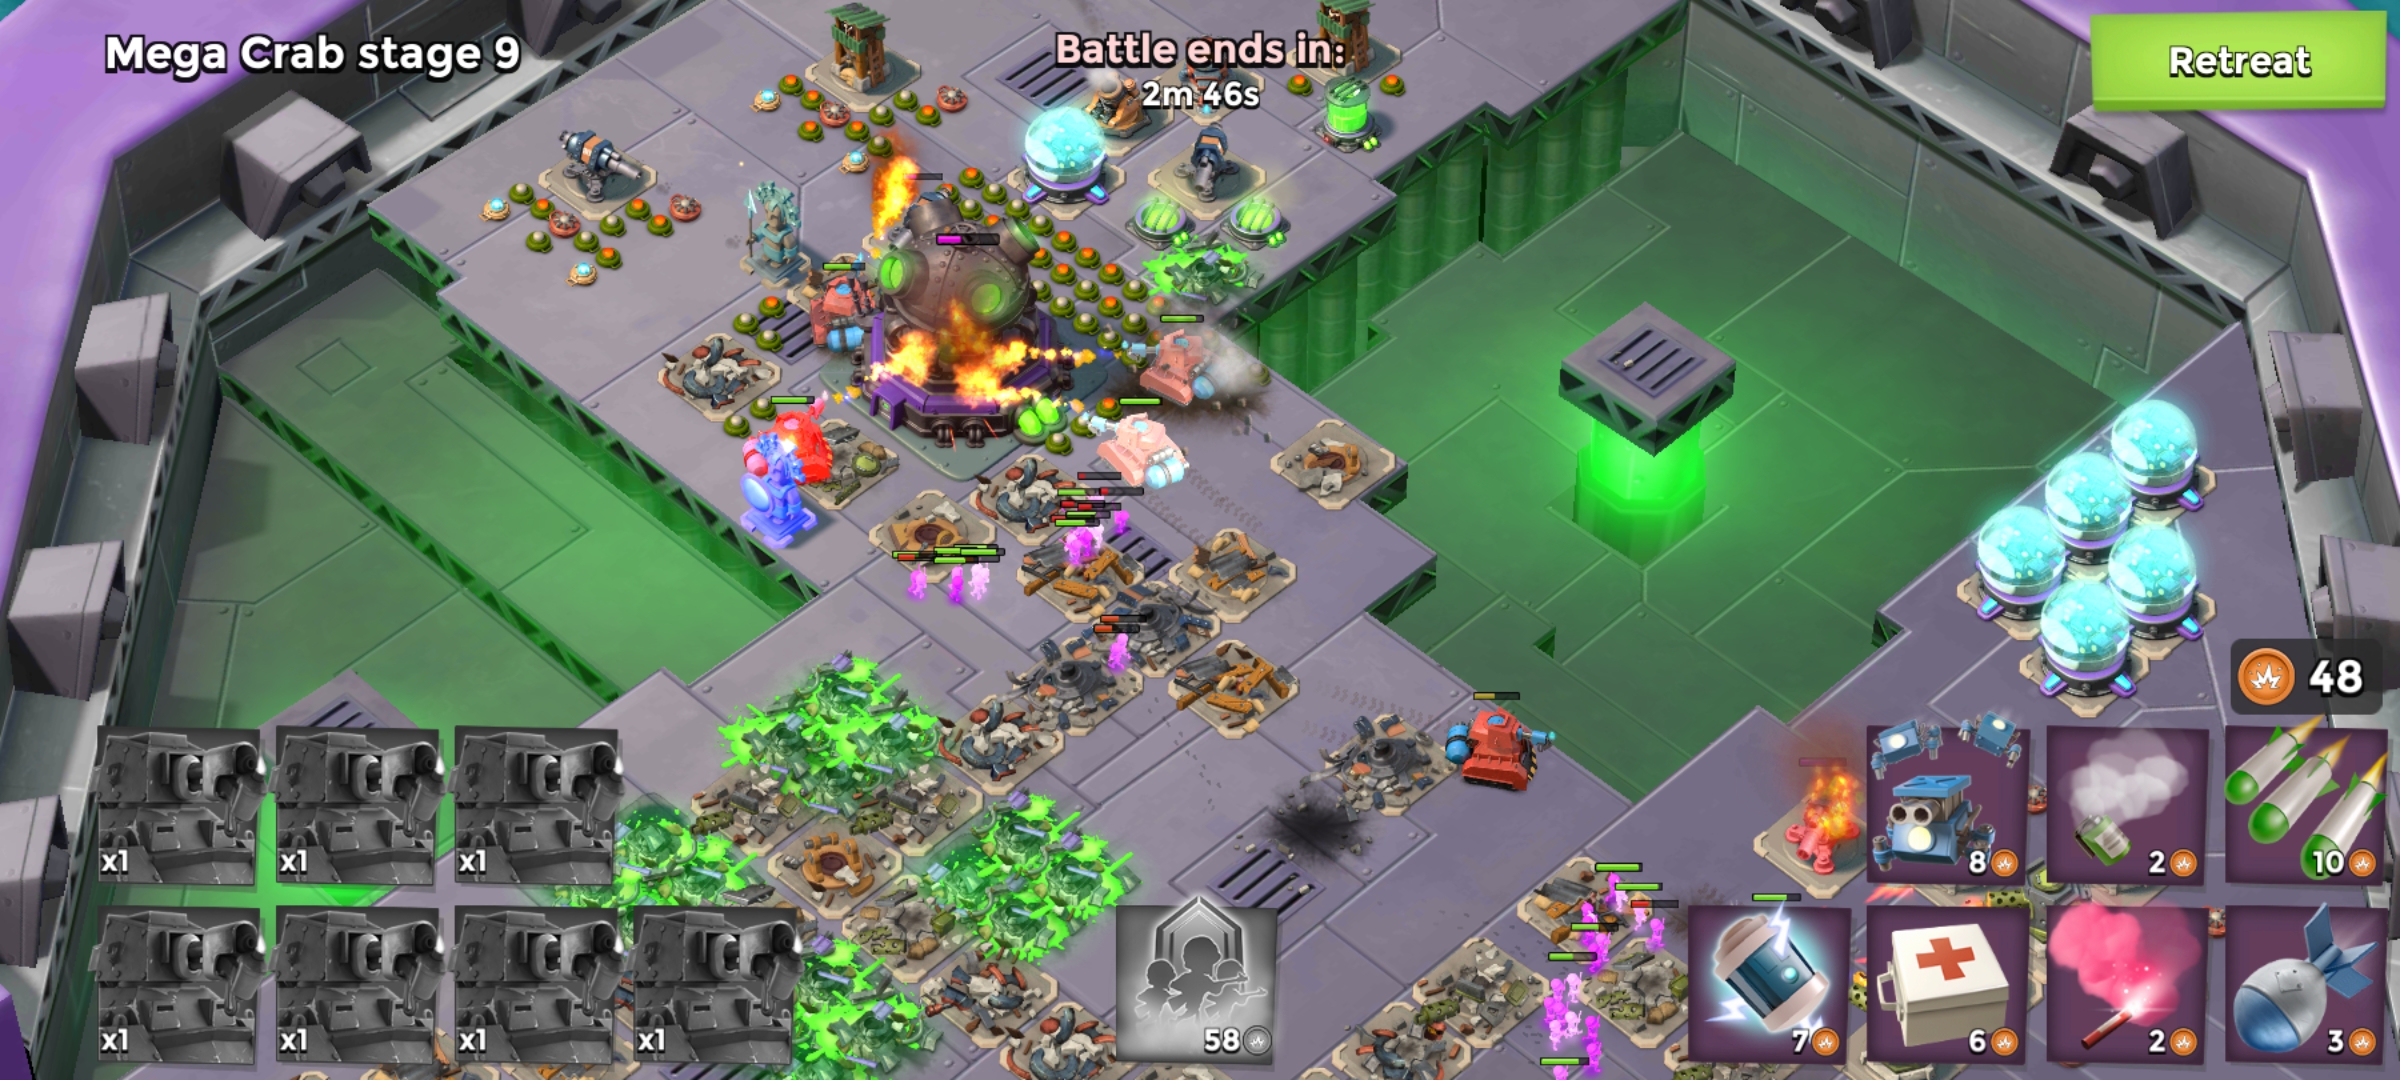 Mega Crab stage 9
Battle ends in:
2m 46s
Retreat
48
x1
x1
x1
8
2
10
x1
x1
x1
x1
58
7
6
2
3